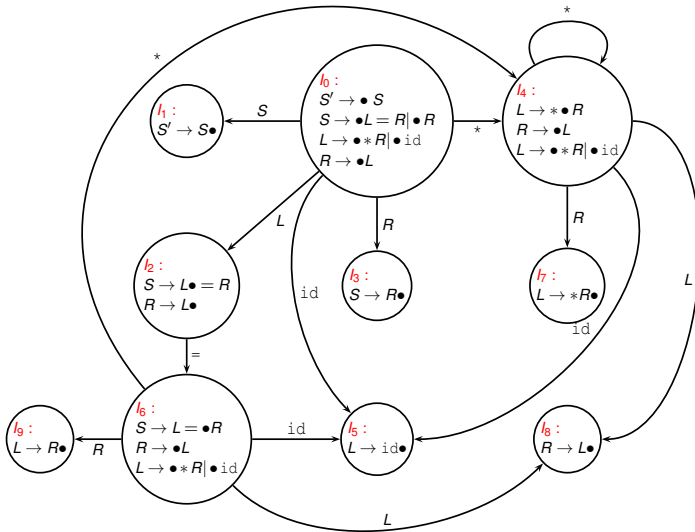 *
*
I₀ :
S′ → ● S
S → ●L = R| ● R
L → ● ∗ R| ● id
R → ●L
I₄ :
L → ∗ ● R
R → ●L
L → ● ∗ R| ● id
I₁ :
S′ → S●
S
*
L
R
R
I₂ :
S → L● = R
R → L●
I₃ :
S → R●
I₇ :
L → ∗R●
id
id
L
=
I₆ :
S → L = ●R
R → ●L
L → ● ∗ R| ● id
I₉ :
L → R●
R
id
I₅ :
L → id●
I₈ :
R → L●
L